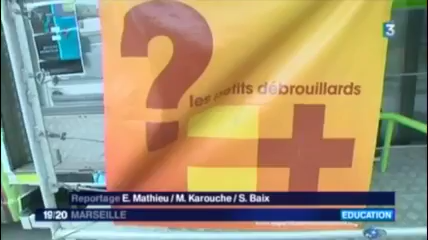 3
?
les petits débrouillards
Reportage E. Mathieu / M. Karouche / S. Baix
19/20 MARSEILLE
EDUCATION